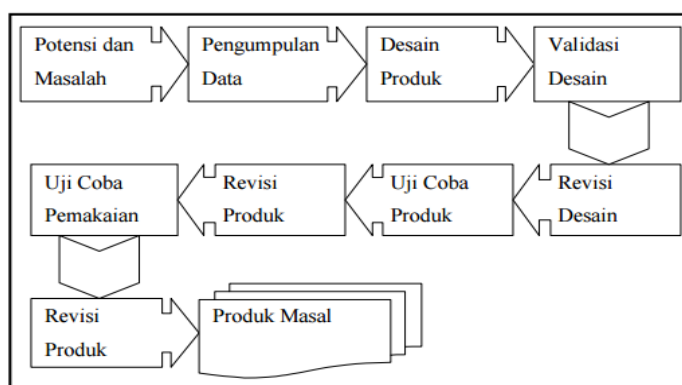 Potensi dan
Masalah
Pengumpulan
Data
Desain
Produk
Validasi
Desain
Revisi
Desain
Uji Coba
Produk
Revisi
Produk
Uji Coba
Pemakaian
Revisi
Produk
Produk Masal